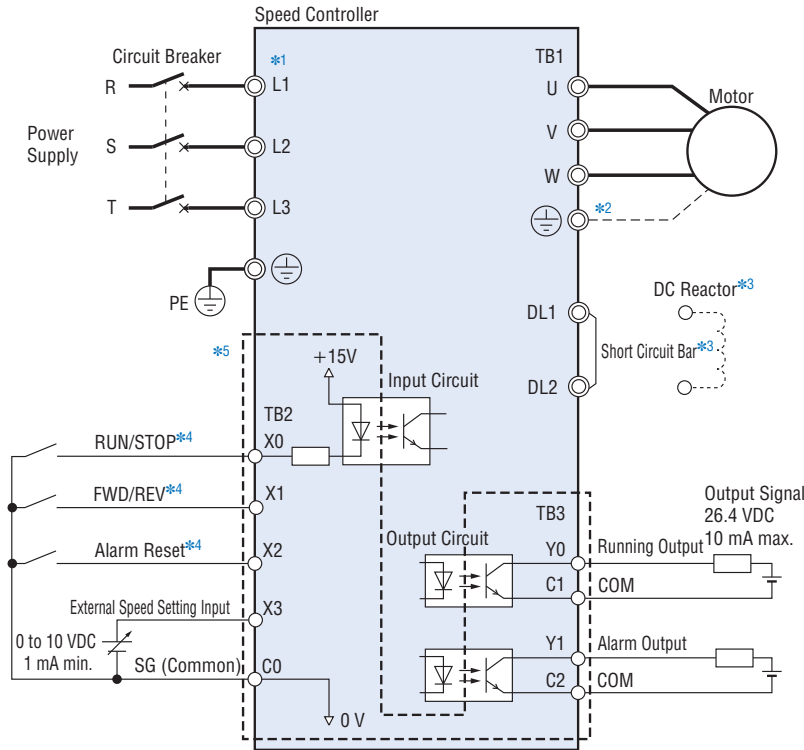 Speed Controller
Circuit Breaker
*1
TB1
R
L1
U
Motor
Power
Supply
S
L2
V
W
T
L3
*2
PE
DL1
DC Reactor*3
*5
Short Circuit Bar*3
+15V
Input Circuit
DL2
TB2
RUN/STOP*4
X0
FWD/REV*4
X1
Output Signal
26.4 VDC
10 mA max.
TB3
Output Circuit
Alarm Reset*4
X2
Y0
Running Output
C1
COM
External Speed Setting Input
X3
0 to 10 VDC
1 mA min.
Y1
Alarm Output
SG (Common)
C0
C2
COM
0 V